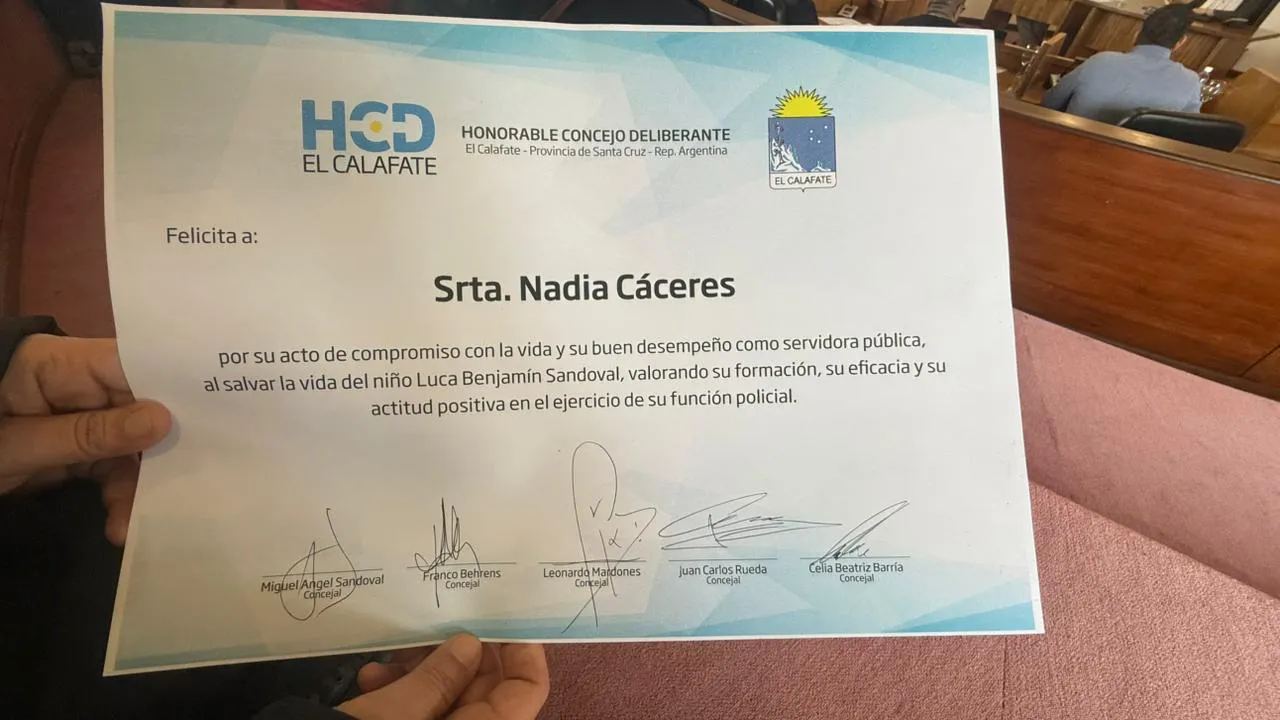 HCD
EL CALAFATE
HONORABLE CONCEJO DELIBERANTE
El Calafate - Provincia de Santa Cruz - Rep. Argentina
EL CALAFATE
Felicita a:
Srta. Nadia Cáceres
por su acto de compromiso con la vida y su buen desempeño como servidora pública,
al salvar la vida del niño Luca Benjamín Sandoval, valorando su formación, su eficacia y su
actitud positiva en el ejercicio de su función policial.
Miguel Angel Sandoval
Concejal
Franco Behrens
Concejal
Leonardo Mardones
Concejal
Juan Carlos Rueda
Concejal
Celia Beatriz Barría
Concejal